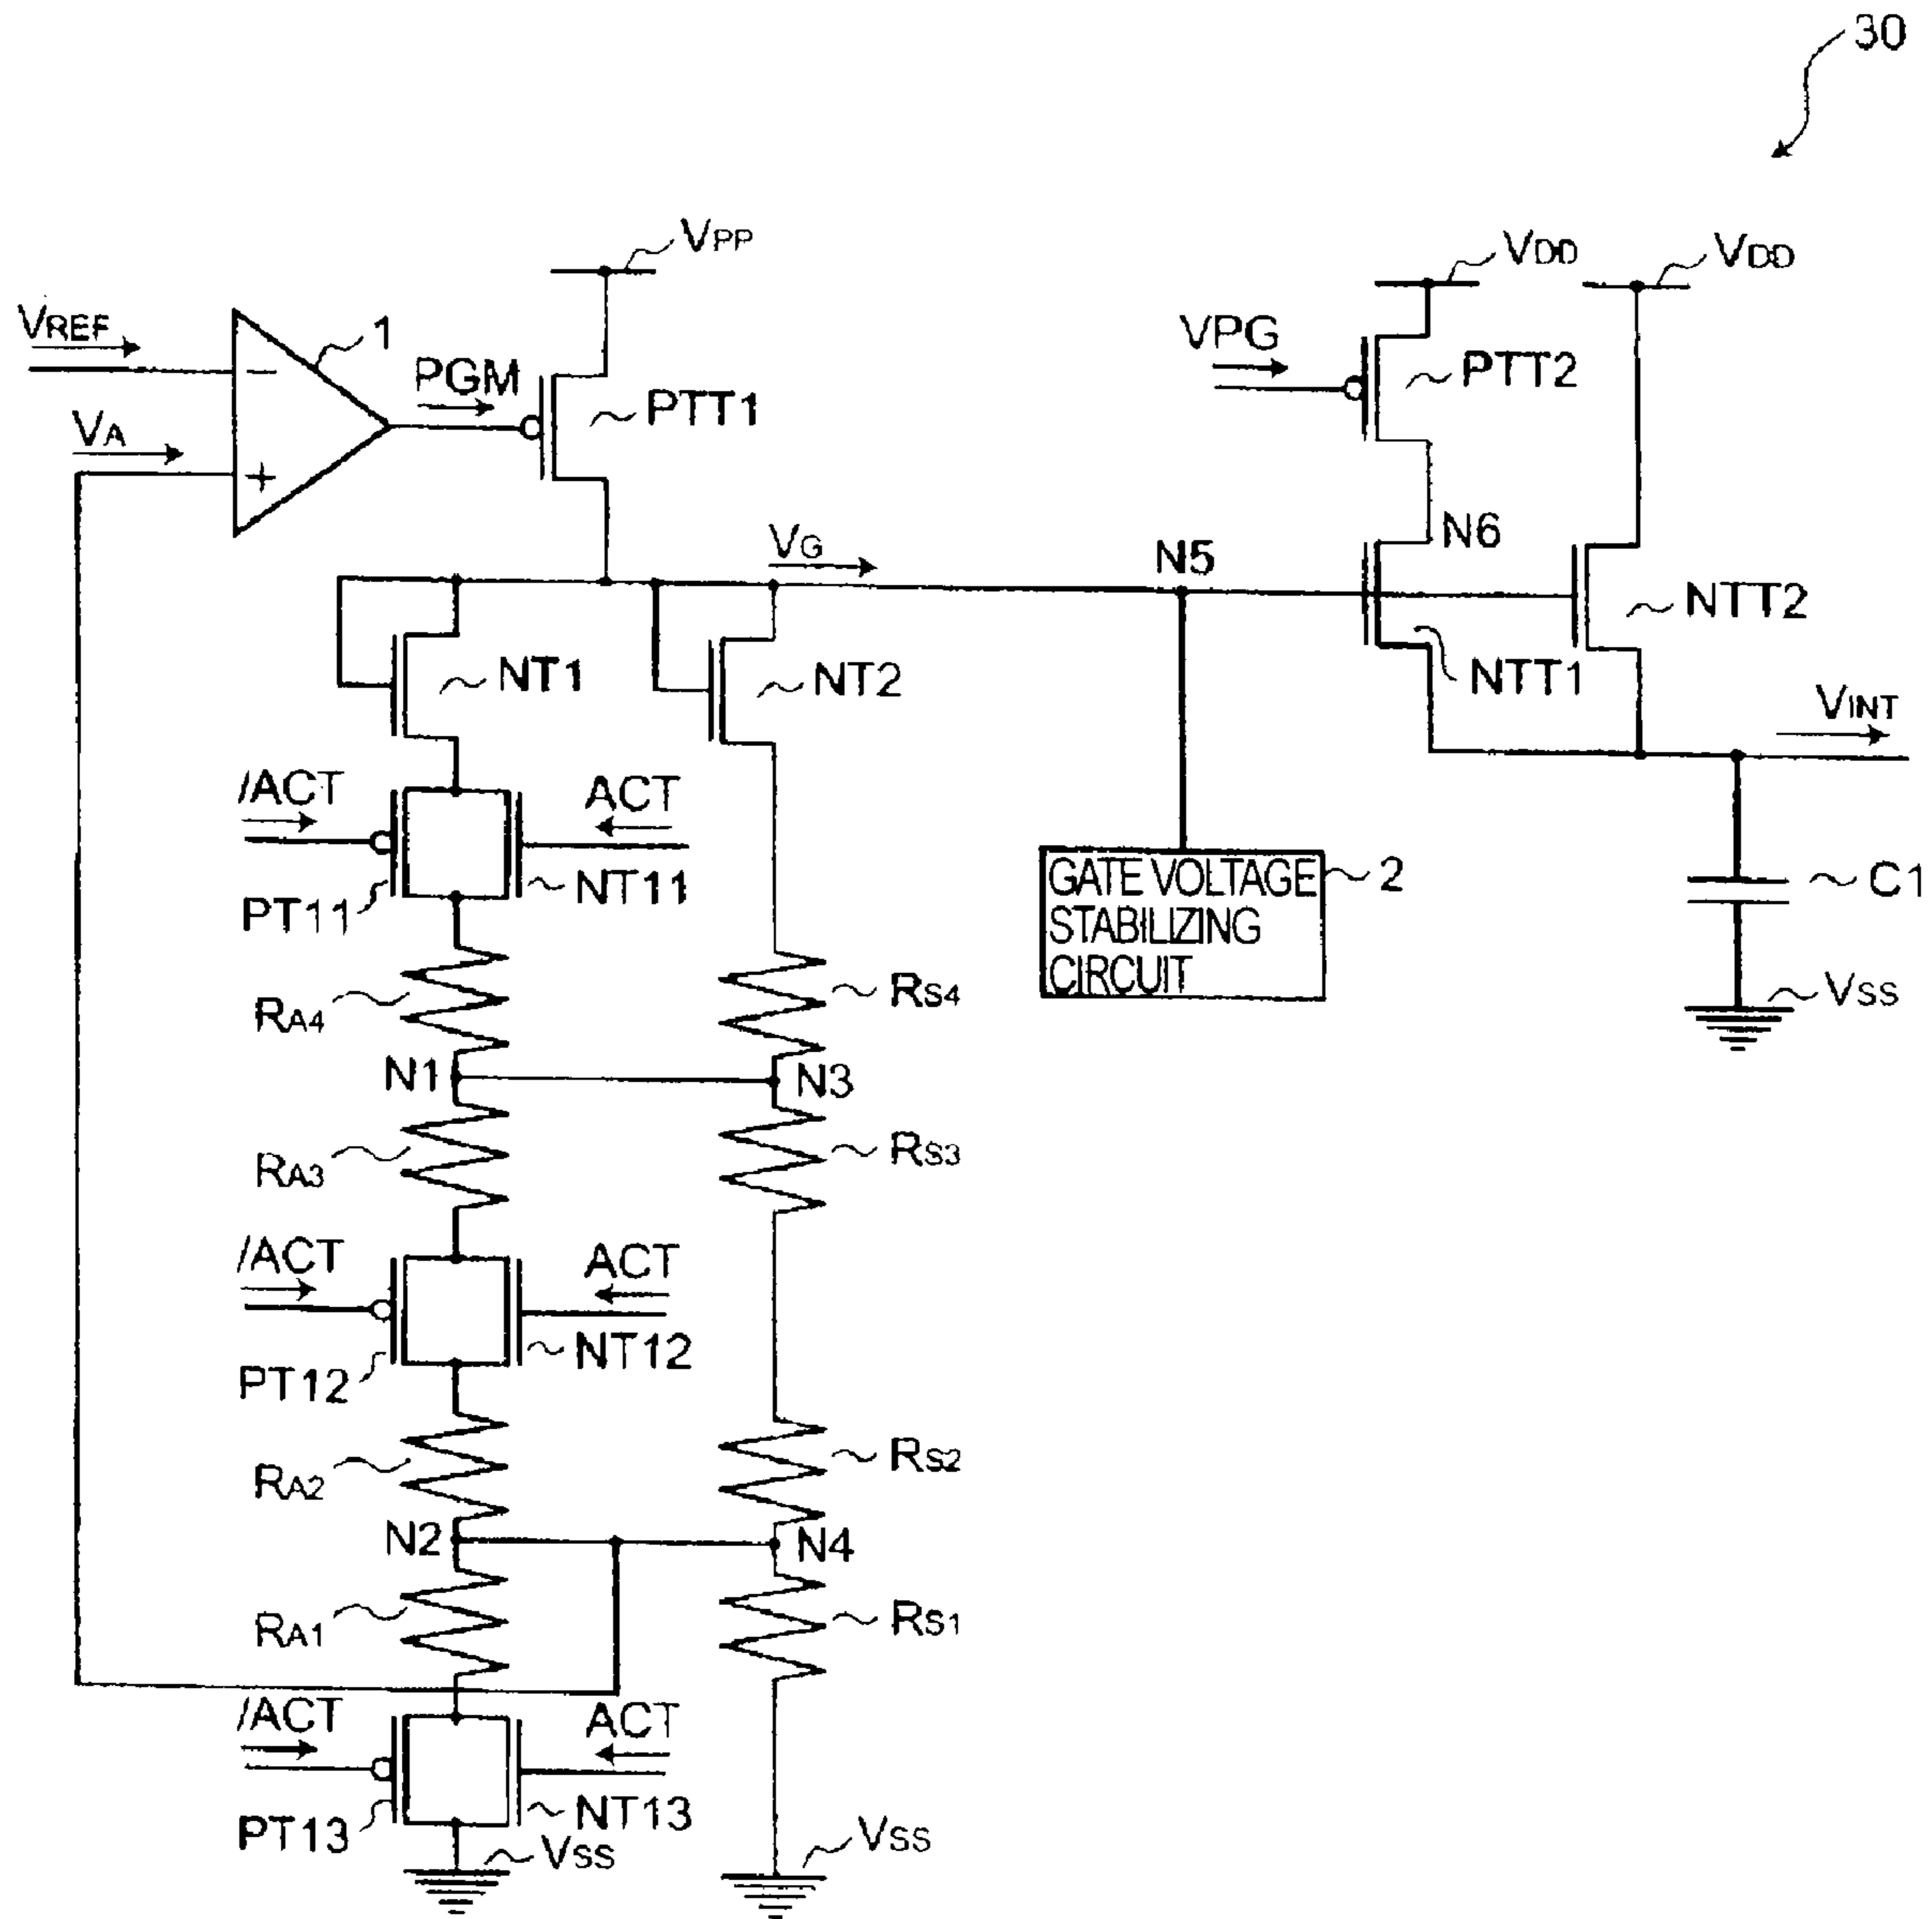 30
VPP
VDD
VDD
VREF
1
PGM
PTT1
VPG
PTT2
VA
−
+
VG
N5
N6
NTT2
NT1
NT2
NTT1
VINT
/ACT
ACT
PT11
NT11
GATE VOLTAGE
STABILIZING
CIRCUIT
2
C1
RA4
RS4
VSS
N1
N3
RA3
RS3
/ACT
ACT
PT12
NT12
RA2
RS2
N2
N4
RA1
RS1
/ACT
ACT
PT13
NT13
VSS
VSS